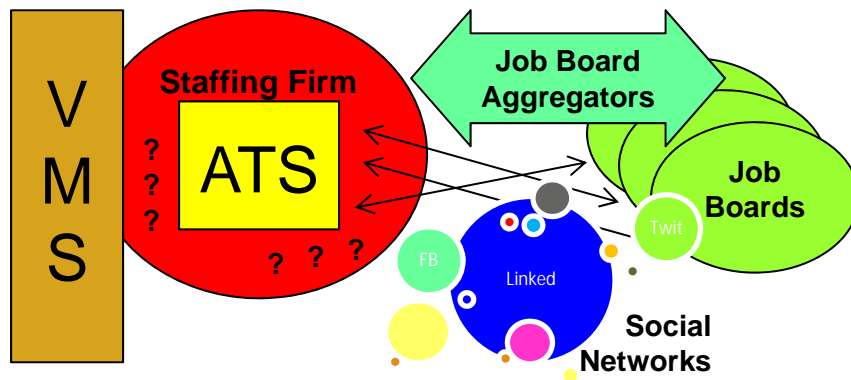 V
M
S
Staffing Firm
ATS
?
?
?
?
?
?
Job Board
Aggregators
Job
Boards
Twit
FB
Linked
Social
Networks